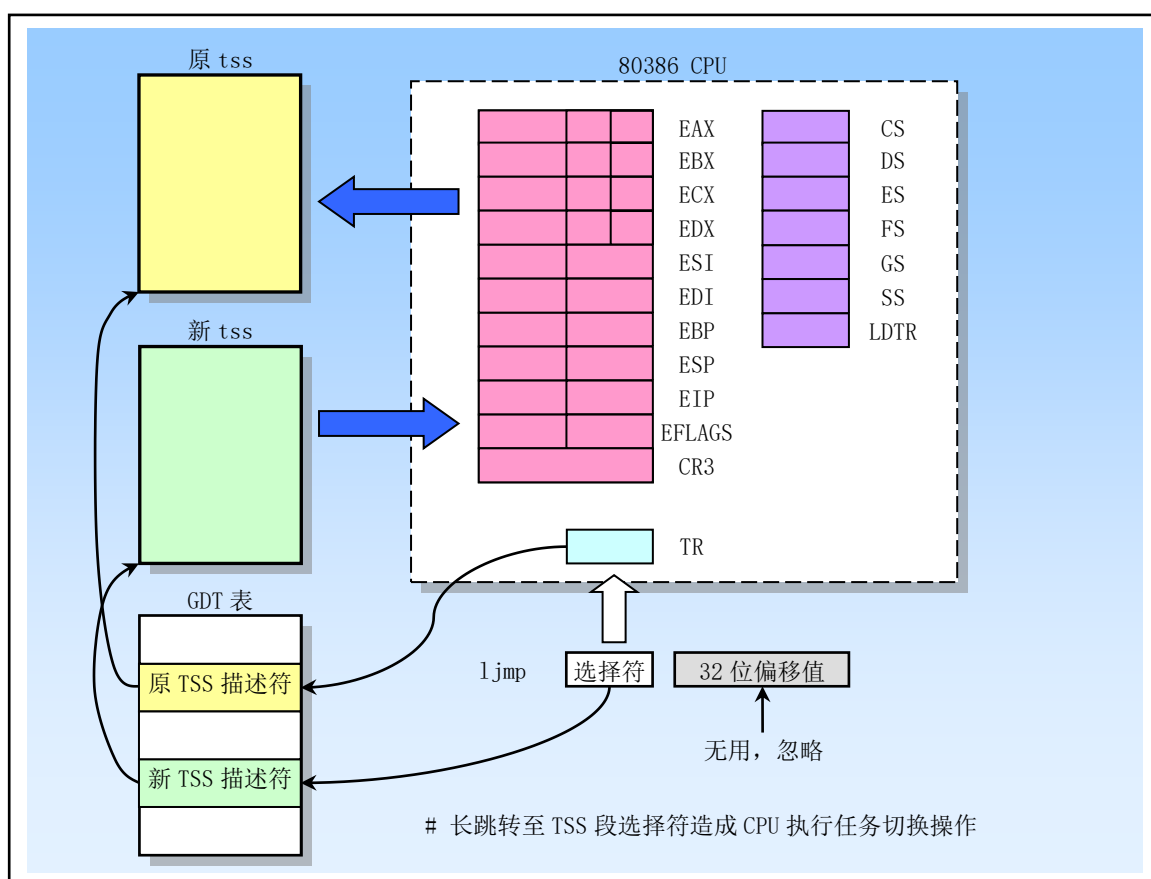 原 tss
80386 CPU
EAX
EBX
ECX
EDX
ESI
EDI
EBP
ESP
EIP
EFLAGS
CR3
CS
DS
ES
FS
GS
SS
LDTR
新 tss
TR
GDT 表
原 TSS 描述符
新 TSS 描述符
ljmp 选择符 32 位偏移值
无用，忽略
# 长跳转至 TSS 段选择符造成 CPU 执行任务切换操作